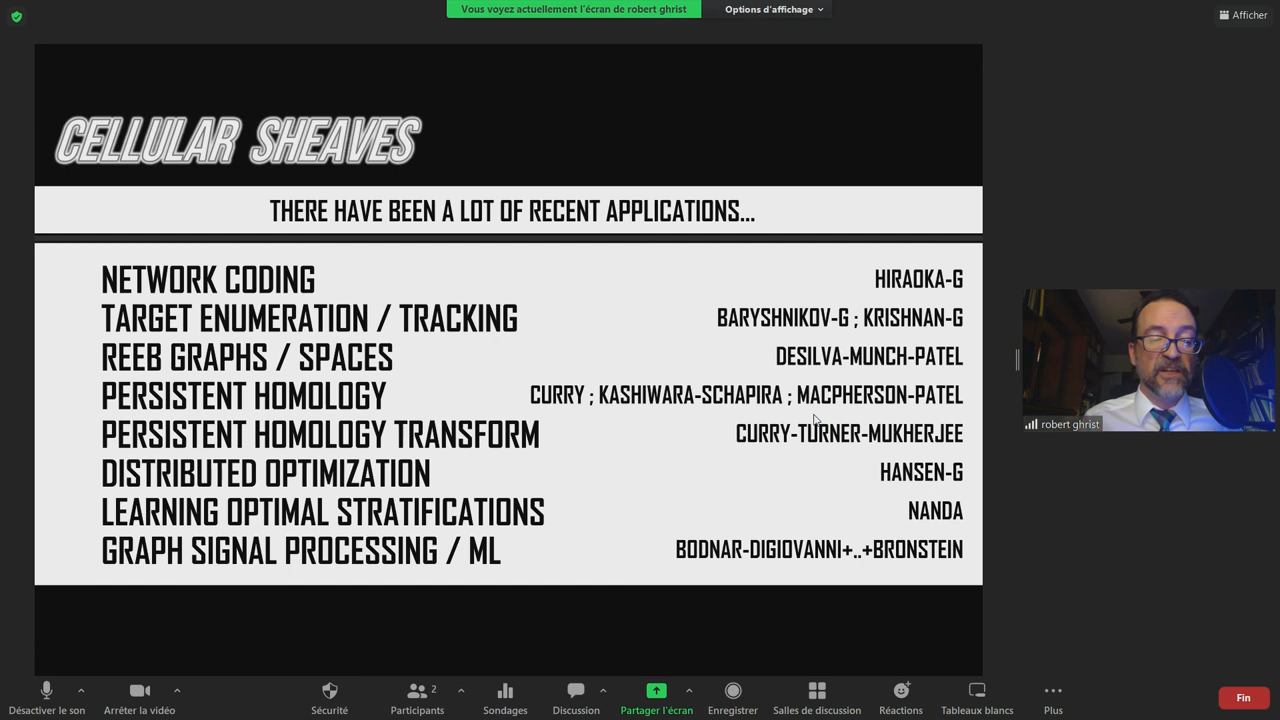 Vous voyez actuellement l'écran de robert ghrist
Options d'affichage
Afficher
CELLULAR SHEAVES
THERE HAVE BEEN A LOT OF RECENT APPLICATIONS...
NETWORK CODING HIRAOKA-G
TARGET ENUMERATION / TRACKING BARYSHNIKOV-G ; KRISHNAN-G
REEB GRAPHS / SPACES DESILVA-MUNCH-PATEL
PERSISTENT HOMOLOGY CURRY ; KASHIWARA-SCHAPIRA ; MACPHERSON-PATEL
PERSISTENT HOMOLOGY TRANSFORM CURRY-TURNER-MUKHERJEE
DISTRIBUTED OPTIMIZATION HANSEN-G
LEARNING OPTIMAL STRATIFICATIONS NANDA
GRAPH SIGNAL PROCESSING / ML BODNAR-DIGIOVANNI+..+BRONSTEIN
robert ghrist
2
Désactiver le son Arrêter la vidéo Sécurité Participants Sondages Discussion Partager l'écran Enregistrer Salles de discussion Réactions Tableaux blancs Plus Fin